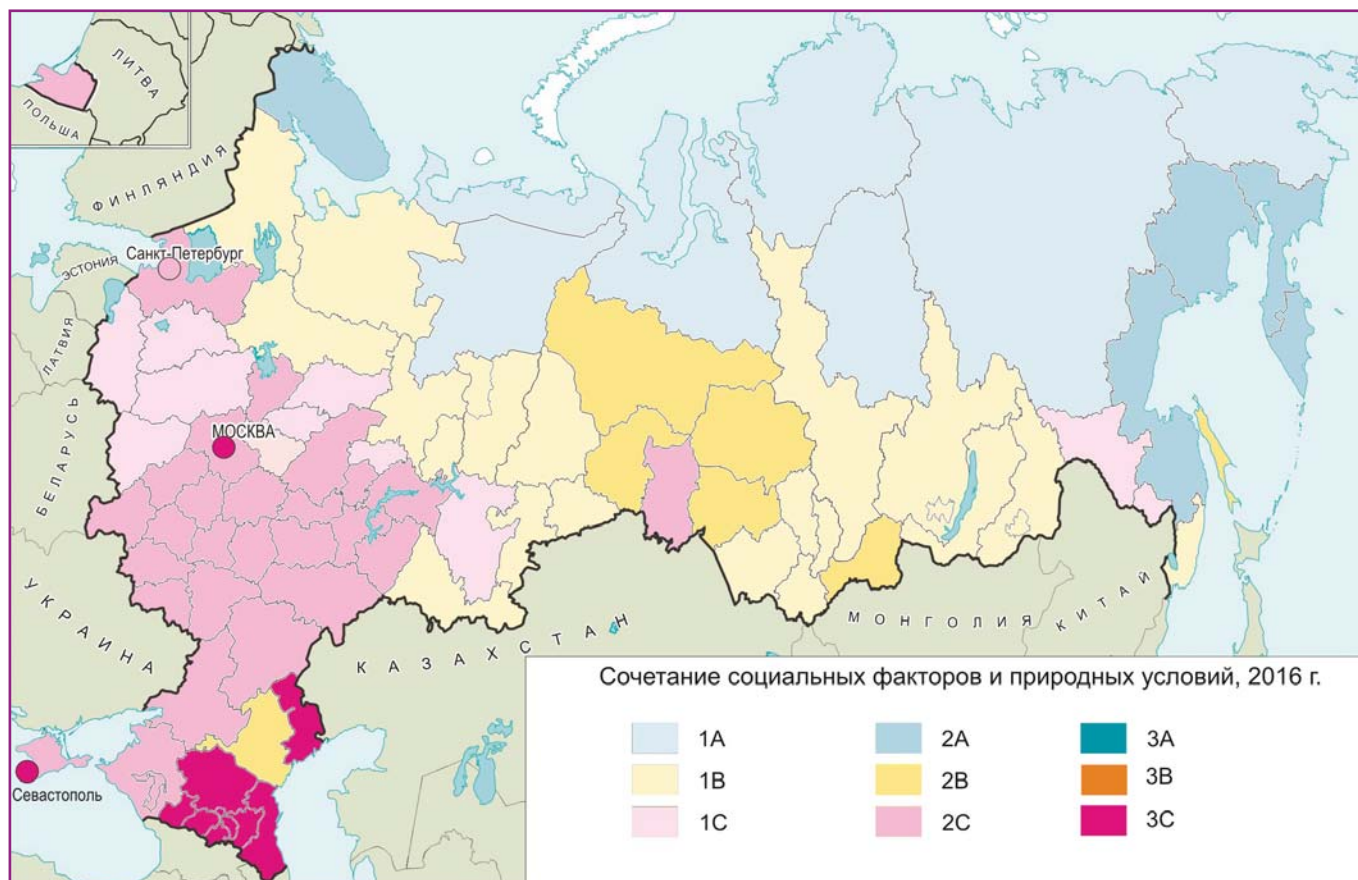 ЛИТВА
ПОЛЬША
ФИНЛЯНДИЯ
Санкт-Петербург
ЭСТОНИЯ
ЛАТВИЯ
БЕЛАРУСЬ
МОСКВА
УКРАИНА
КАЗАХСТАН
МОНГОЛИЯ
КИТАЙ
Севастополь
Сочетание социальных факторов и природных условий, 2016 г.
1A 2A 3A
1B 2B 3B
1C 2C 3C